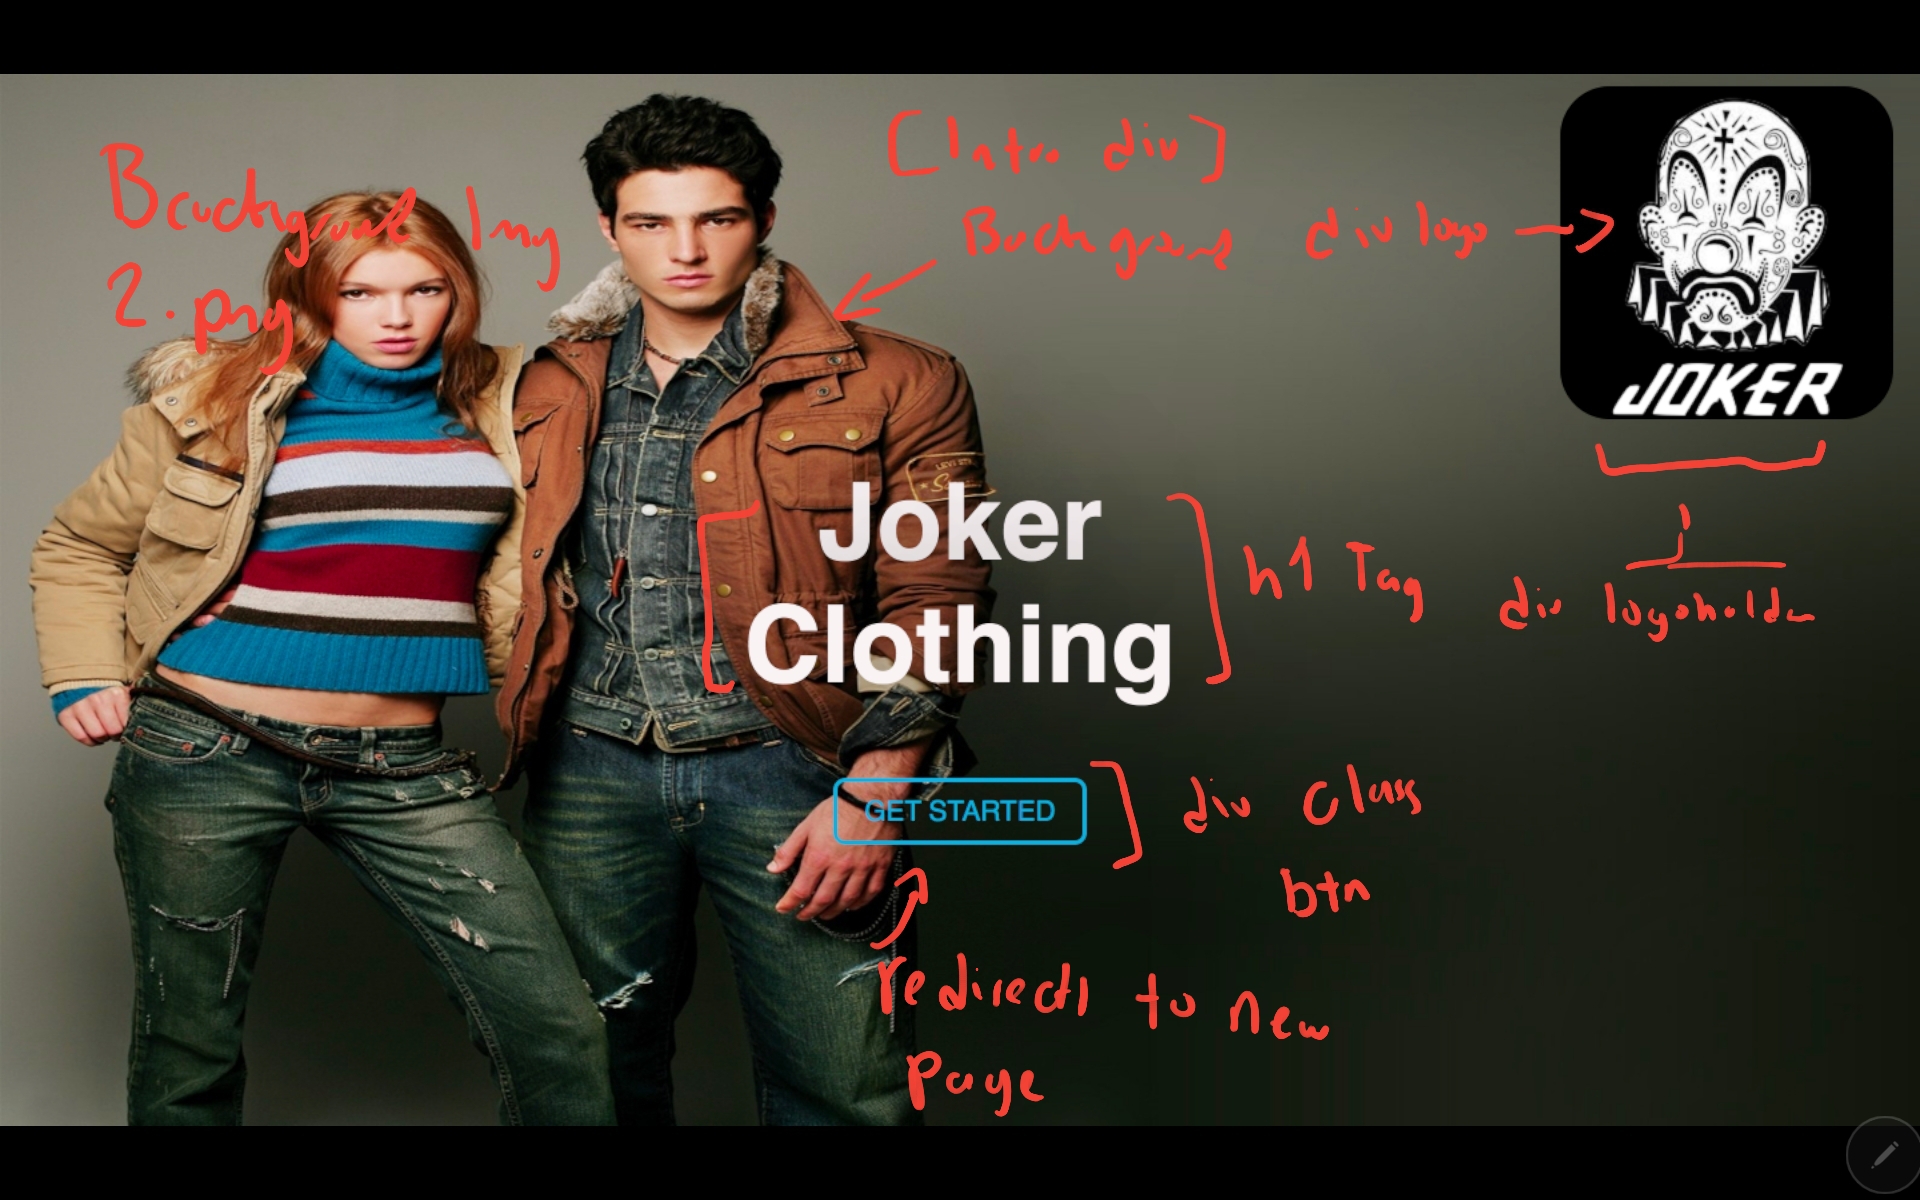 [Intro div]
Background Img
2.png
Background
div logo
JOKER
Joker
Clothing
h1 Tag
div logoholder
GET STARTED
div class
btn
redirects to new
page